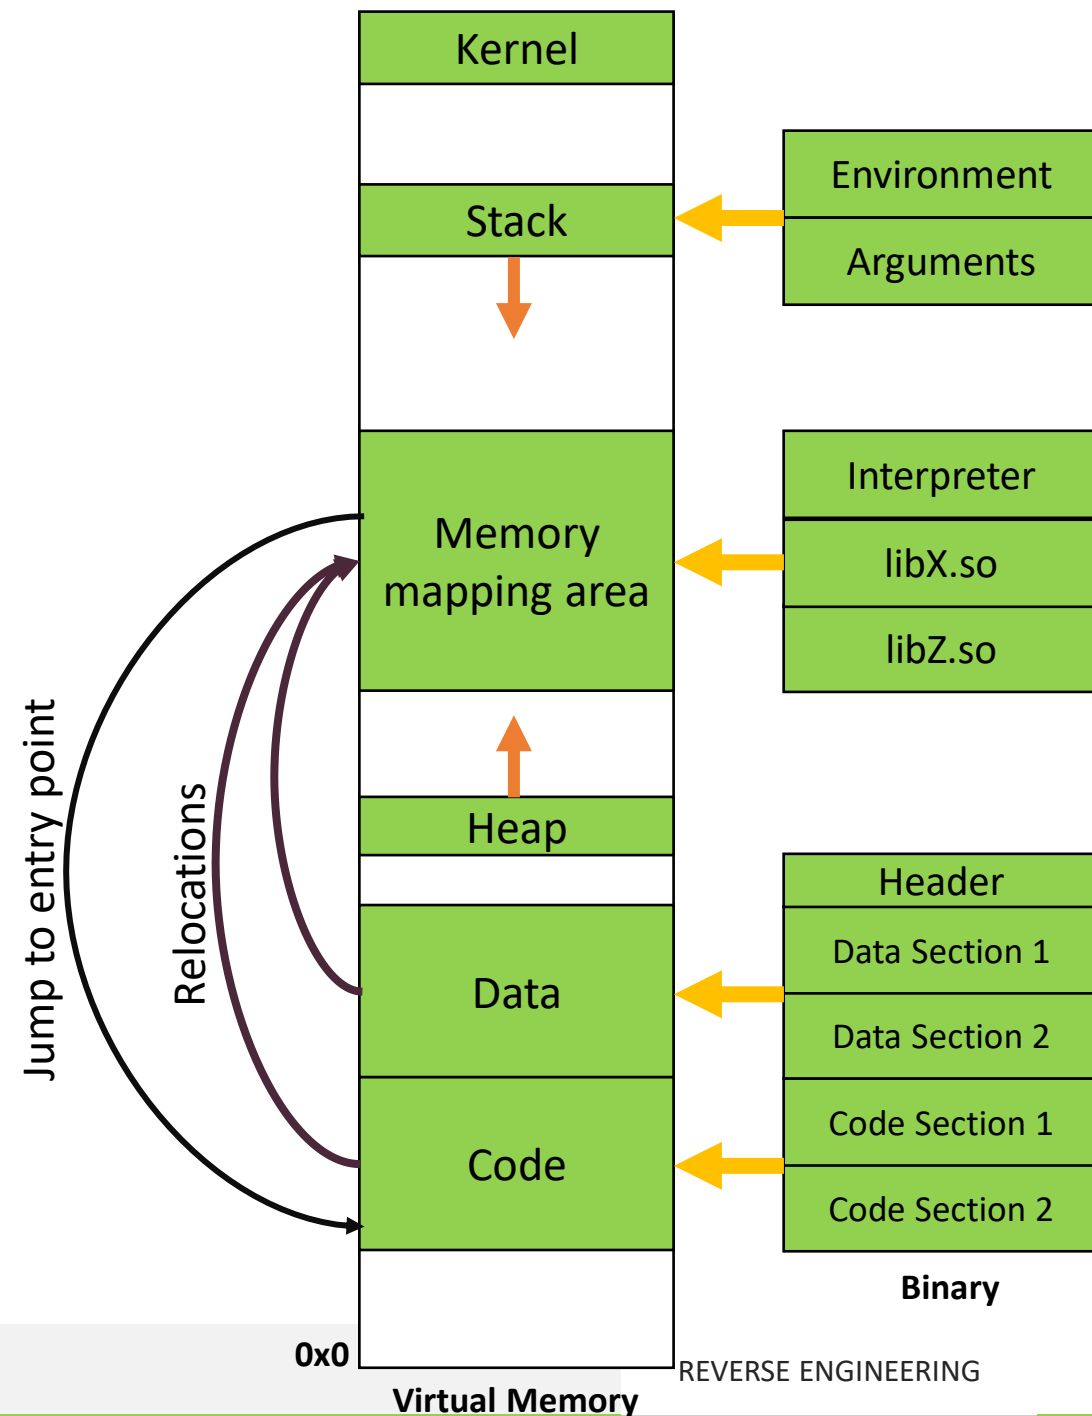 Kernel
Environment
Stack
Arguments
Interpreter
Memory
mapping area
libX.so
libZ.so
Jump to entry point
Relocations
Heap
Header
Data Section 1
Data
Data Section 2
Code Section 1
Code
Code Section 2
Binary
0x0
REVERSE ENGINEERING
Virtual Memory